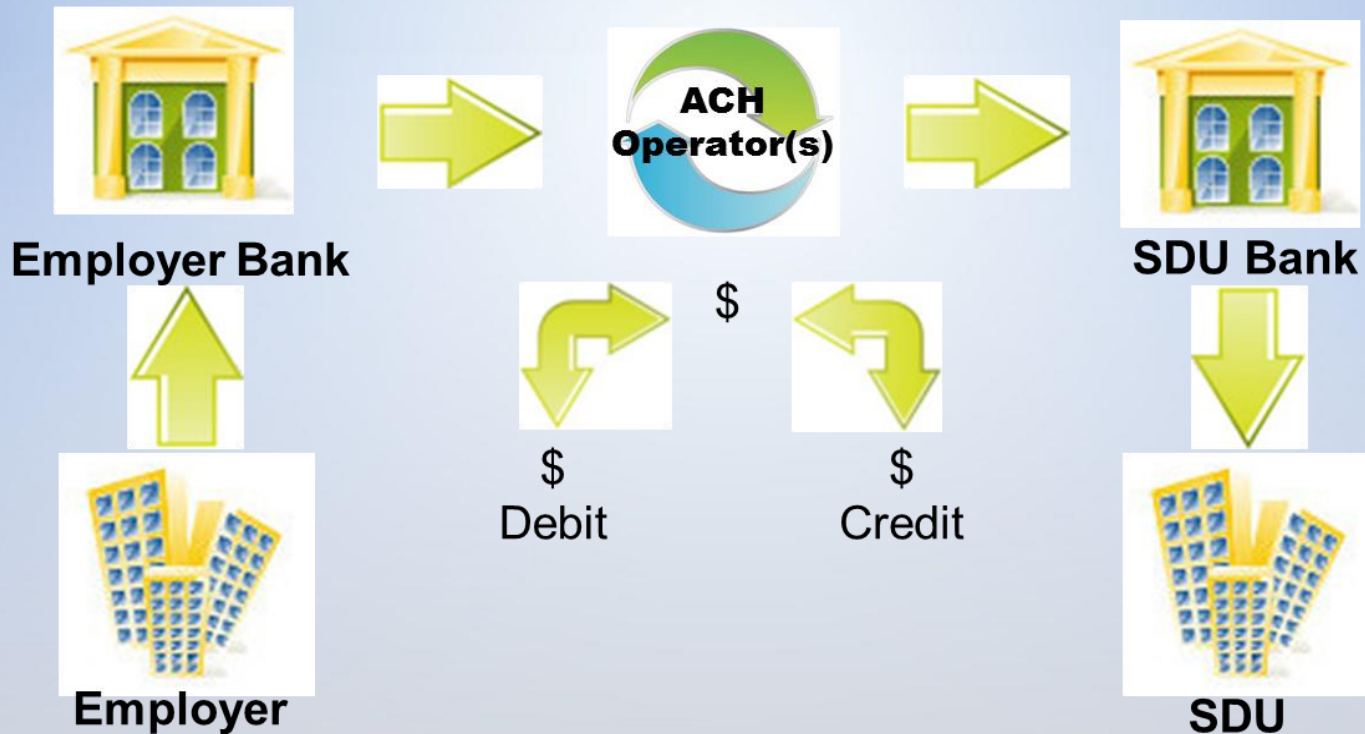 ACH
Operator(s)
Employer Bank
SDU Bank
$
$
Debit
$
Credit
Employer
SDU